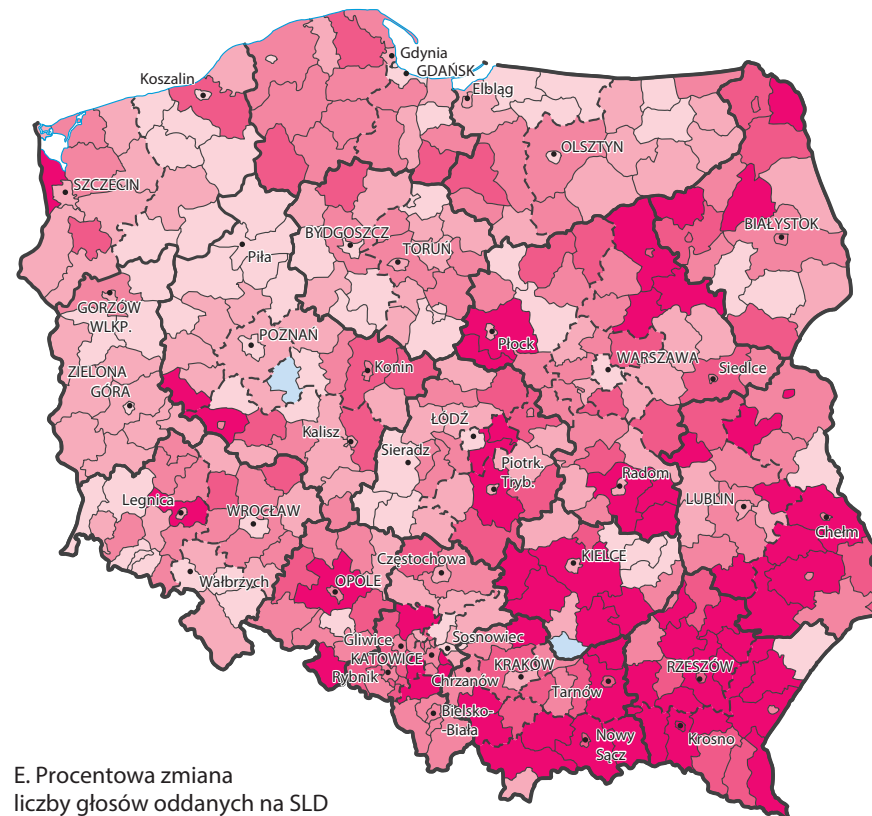 Gdynia
GDAŃSK
Koszalin
Elbląg
OLSZTYN
SZCZECIN
BIAŁYSTOK
BYDGOSZCZ
TORUŃ
Piła
GORZÓW
WLKP.
POZNAŃ
Płock
WARSZAWA
Siedlce
ZIELONA
GÓRA
Konin
ŁÓDŹ
Kalisz
Sieradz
Piotrk.
Tryb.
Radom
Legnica
WROCŁAW
LUBLIN
Chełm
Wałbrzych
OPOLE
Częstochowa
KIELCE
Gliwice
Sosnowiec
KATOWICE
KRAKÓW
RZESZÓW
Rybnik
Chrzanów
Tarnów
Bielsko-
-Biała
Nowy
Sącz
Krosno
E. Procentowa zmiana
liczby głosów oddanych na SLD